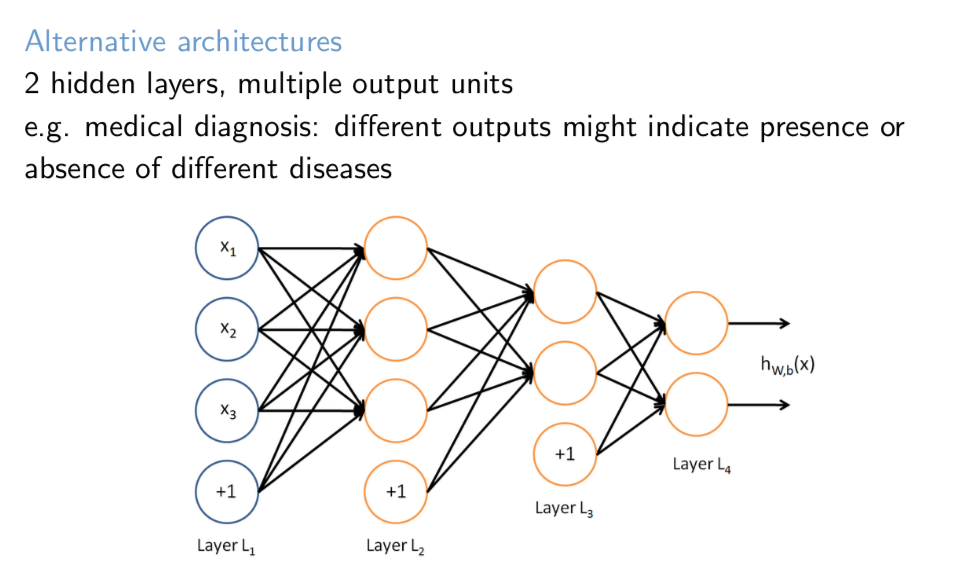 Alternative architectures
2 hidden layers, multiple output units
e.g. medical diagnosis: different outputs might indicate presence or
absence of different diseases
x₁
x₂
x₃
+1
Layer L₁
+1
Layer L₂
+1
Layer L₃
Layer L₄
h_W,b(x)